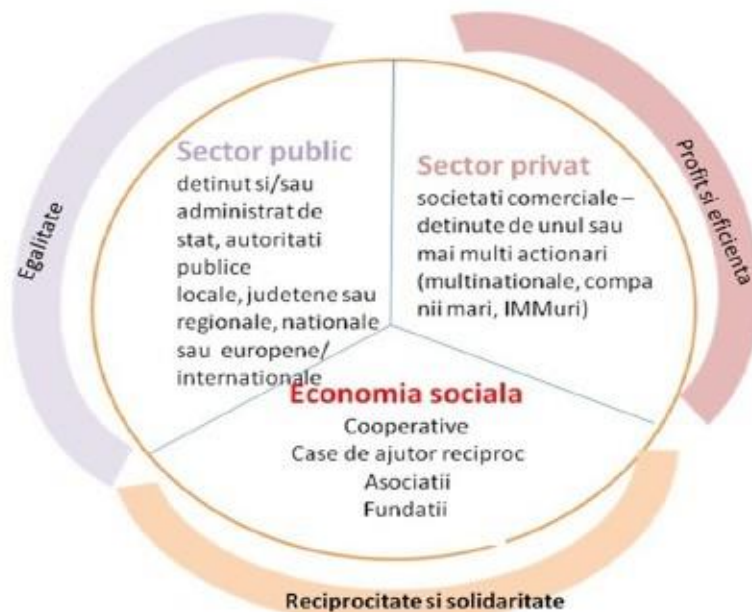 Egalitate
Sector public
detinut si/sau
administrat de
stat, autoritati
publice
locale, judetene sau
regionale, nationale
sau europene/
internationale
Sector privat
societati comerciale –
detinute de unul sau
mai multi actionari
(multinationale, compa
nii mari, IMMuri)
Profit si eficienta
Economia sociala
Cooperative
Case de ajutor reciproc
Asociatii
Fundatii
Reciprocitate si solidaritate